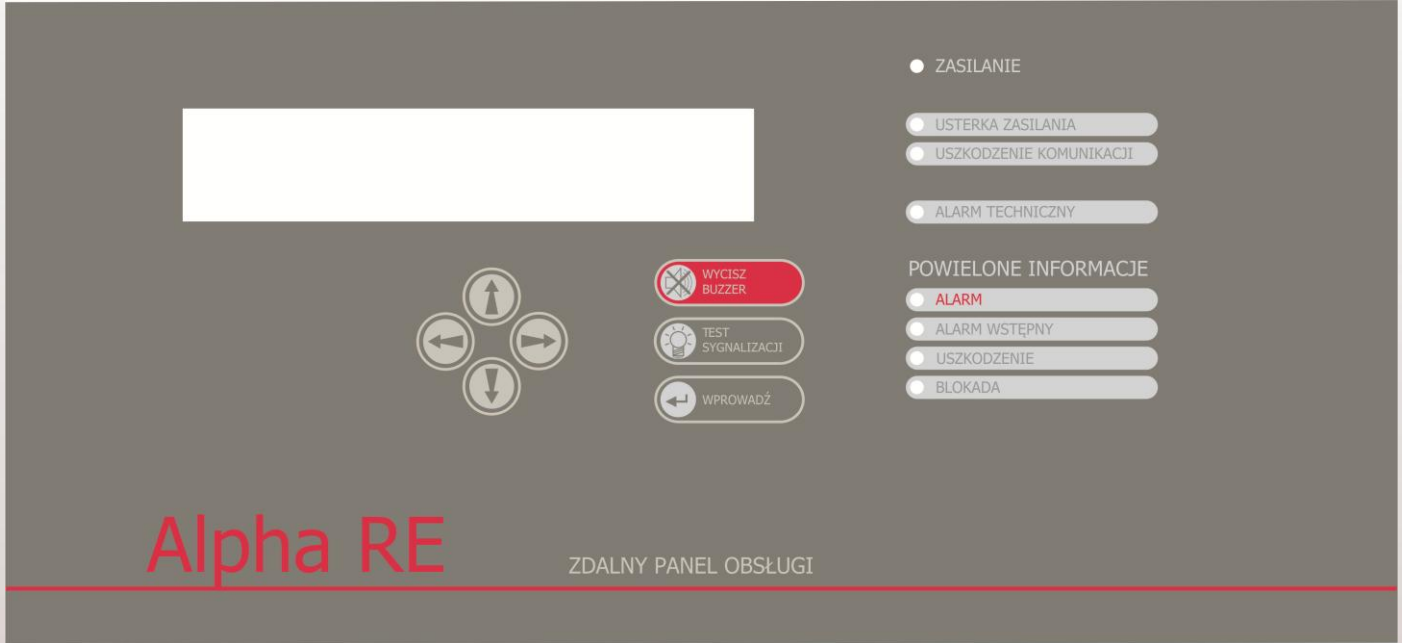 ZASILANIE
USTERKA ZASILANIA
USZKODZENIE KOMUNIKACJI
ALARM TECHNICZNY
POWIELONE INFORMACJE
ALARM
ALARM WSTĘPNY
USZKODZENIE
BLOKADA
WYCISZ
BUZZER
TEST
SYGNALIZACJI
WPROWADŹ
Alpha RE
ZDALNY PANEL OBSŁUGI